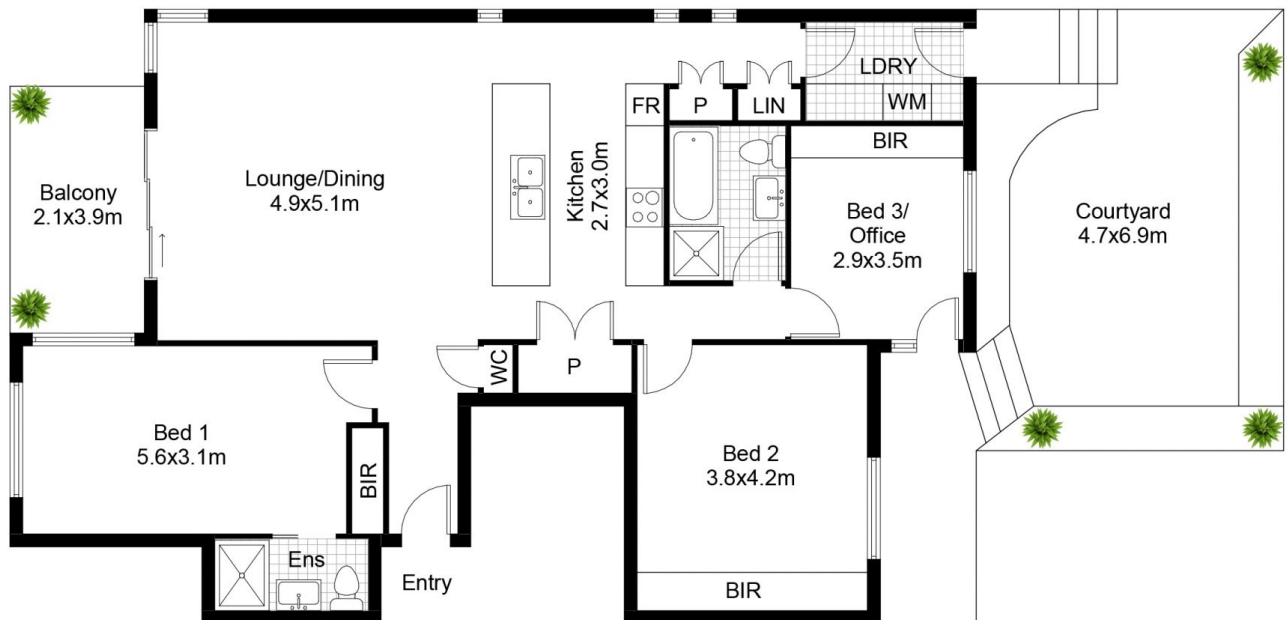 LDRY
FR
P
LIN
WM
BIR
Balcony
2.1x3.9m
Lounge/Dining
4.9x5.1m
Kitchen
2.7x3.0m
Bed 3/
Office
2.9x3.5m
Courtyard
4.7x6.9m
WC
P
Bed 1
5.6x3.1m
BIR
Bed 2
3.8x4.2m
Ens
Entry
BIR